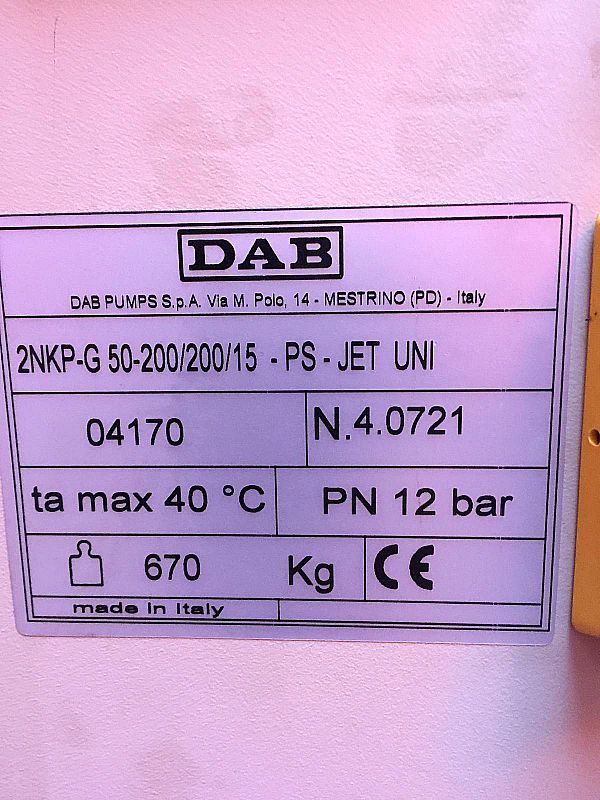 DAB
DAB PUMPS S.p.A. Via M. Polo, 14 - MESTRINO (PD) - Italy
2NKP-G 50-200/200/15 - PS - JET UNI
04170
N.4.0721
ta max 40 °C
PN 12 bar
670 Kg
CE
made in Italy